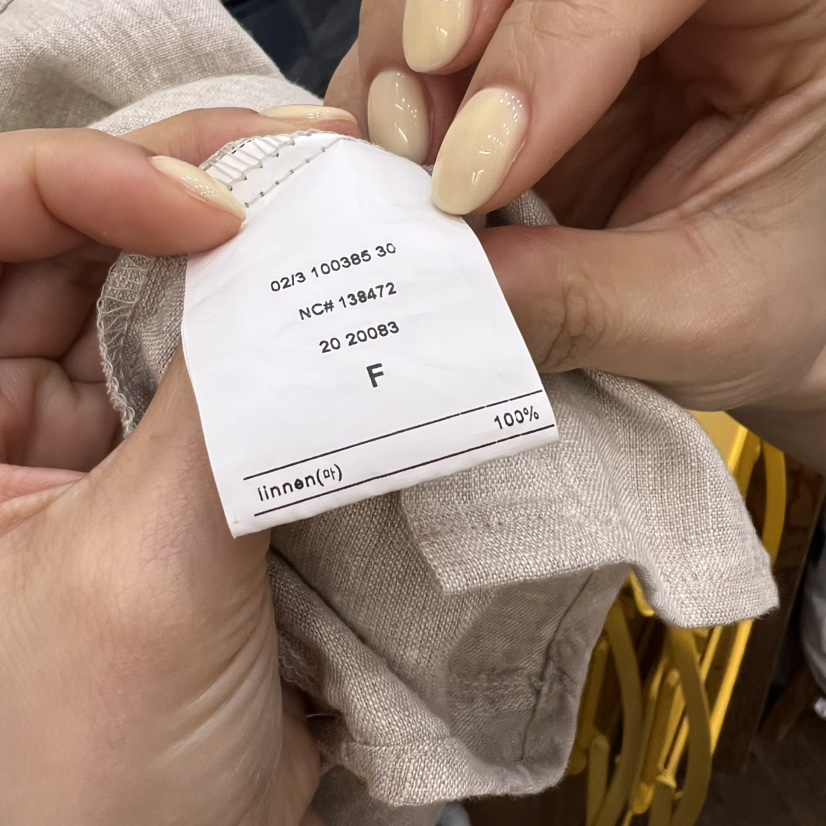 02/3 100385 30
NC# 138472
20 20083
F
100%
linnen(마)